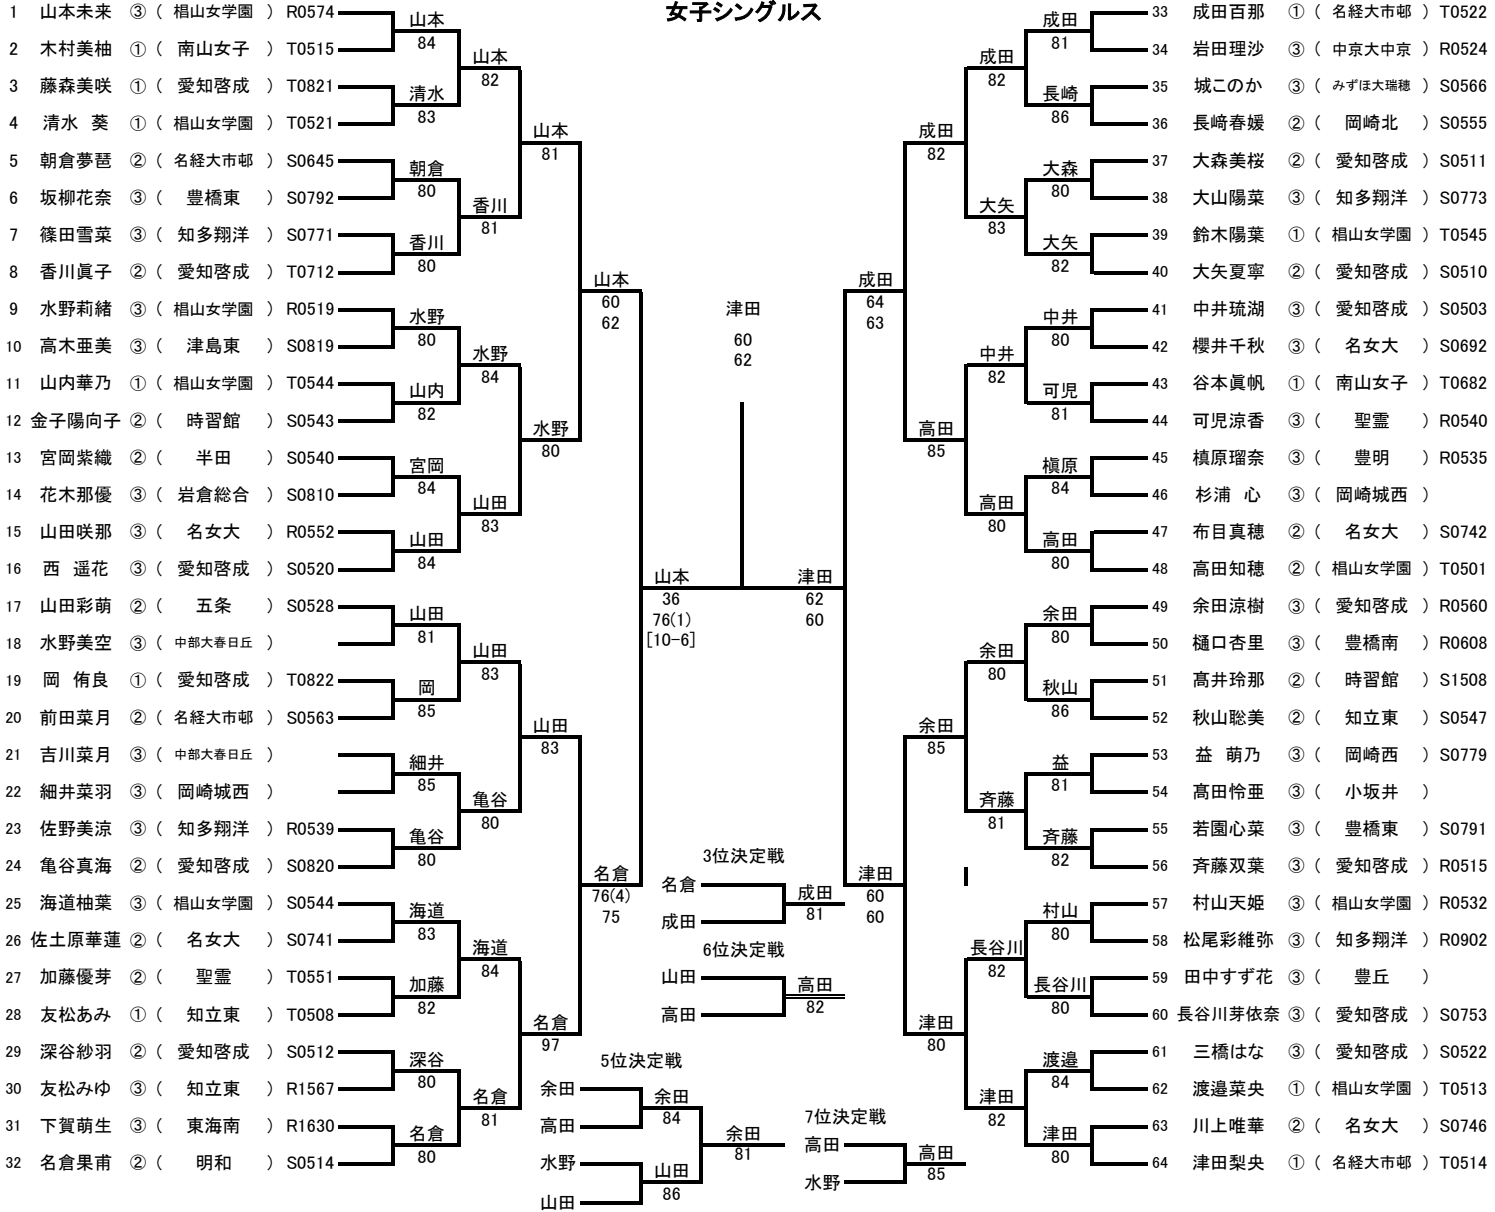 女子シングルス
1 山本未来 ③ ( 椙山女学園 ) R0574
2 木村美柚 ① ( 南山女子 ) T0515
3 藤森美咲 ① ( 愛知啓成 ) T0821
4 清水 葵 ① ( 椙山女学園 ) T0521
5 朝倉夢琶 ② ( 名経大市邨 ) S0645
6 坂柳花奈 ③ ( 豊橋東 ) S0792
7 篠田雪菜 ③ ( 知多翔洋 ) S0771
8 香川眞子 ② ( 愛知啓成 ) T0712
9 水野莉緒 ③ ( 椙山女学園 ) R0519
10 高木亜美 ③ ( 津島東 ) S0819
11 山内華乃 ① ( 椙山女学園 ) T0544
12 金子陽向子 ② ( 時習館 ) S0543
13 宮岡紫織 ② ( 半田 ) S0540
14 花木那優 ③ ( 岩倉総合 ) S0810
15 山田咲那 ③ ( 名女大 ) R0552
16 西 遥花 ③ ( 愛知啓成 ) S0520
17 山田彩萌 ② ( 五条 ) S0528
18 水野美空 ③ ( 中部大春日丘 )
19 岡 侑良 ① ( 愛知啓成 ) T0822
20 前田菜月 ② ( 名経大市邨 ) S0563
21 吉川菜月 ③ ( 中部大春日丘 )
22 細井菜羽 ③ ( 岡崎城西 )
23 佐野美涼 ③ ( 知多翔洋 ) R0539
24 亀谷真海 ② ( 愛知啓成 ) S0820
25 海道柚葉 ③ ( 椙山女学園 ) S0544
26 佐土原華蓮 ② ( 名女大 ) S0741
27 加藤優芽 ② ( 聖霊 ) T0551
28 友松あみ ① ( 知立東 ) T0508
29 深谷紗羽 ② ( 愛知啓成 ) S0512
30 友松みゆ ③ ( 知立東 ) R1567
31 下賀萌生 ③ ( 東海南 ) R1630
32 名倉果甫 ② ( 明和 ) S0514
山本
84
清水
83
朝倉
80
香川
80
水野
80
山内
82
宮岡
84
山田
84
山田
81
岡
85
細井
85
亀谷
80
海道
83
加藤
82
深谷
80
名倉
80
山本
82
香川
81
水野
84
山田
83
山田
83
亀谷
80
海道
84
名倉
81
山本
81
水野
80
山田
83
名倉
97
山本
60
62
名倉
76(4)
75
山本
36
76(1)
[10-6]
津田
60
62
津田
62
60
成田
64
63
津田
60
60
成田
82
高田
85
余田
85
津田
80
成田
82
大矢
83
中井
82
高田
80
余田
80
斉藤
81
長谷川
82
津田
82
成田
81
長崎
86
大森
80
大矢
82
中井
80
可児
81
槇原
84
高田
80
余田
80
秋山
86
益
81
斉藤
82
村山
80
長谷川
80
渡邉
84
津田
80
33 成田百那 ① ( 名経大市邨 ) T0522
34 岩田理沙 ③ ( 中京大中京 ) R0524
35 城このか ③ ( みずほ大瑞穂 ) S0566
36 長﨑春媛 ② ( 岡崎北 ) S0555
37 大森美桜 ② ( 愛知啓成 ) S0511
38 大山陽菜 ③ ( 知多翔洋 ) S0773
39 鈴木陽葉 ① ( 椙山女学園 ) T0545
40 大矢夏寧 ② ( 愛知啓成 ) S0510
41 中井琉湖 ③ ( 愛知啓成 ) S0503
42 櫻井千秋 ③ ( 名女大 ) S0692
43 谷本眞帆 ① ( 南山女子 ) T0682
44 可児涼香 ③ ( 聖霊 ) R0540
45 槙原瑠奈 ③ ( 豊明 ) R0535
46 杉浦 心 ③ ( 岡崎城西 )
47 布目真穂 ② ( 名女大 ) S0742
48 高田知穂 ② ( 椙山女学園 ) T0501
49 余田涼樹 ③ ( 愛知啓成 ) R0560
50 樋口杏里 ③ ( 豊橋南 ) R0608
51 髙井玲那 ② ( 時習館 ) S1508
52 秋山聡美 ② ( 知立東 ) S0547
53 益 萌乃 ③ ( 岡崎西 ) S0779
54 髙田怜亜 ③ ( 小坂井 )
55 若園心菜 ③ ( 豊橋東 ) S0791
56 斉藤双葉 ③ ( 愛知啓成 ) R0515
57 村山天姫 ③ ( 椙山女学園 ) R0532
58 松尾彩維弥 ③ ( 知多翔洋 ) R0902
59 田中すず花 ③ ( 豊丘 )
60 長谷川芽依奈 ③ ( 愛知啓成 ) S0753
61 三橋はな ③ ( 愛知啓成 ) S0522
62 渡邉菜央 ① ( 椙山女学園 ) T0513
63 川上唯華 ② ( 名女大 ) S0746
64 津田梨央 ① ( 名経大市邨 ) T0514
3位決定戦
名倉
成田
成田
81
6位決定戦
山田
高田
高田
82
5位決定戦
余田
高田
水野
山田
余田
84
山田
86
余田
81
7位決定戦
高田
水野
高田
85